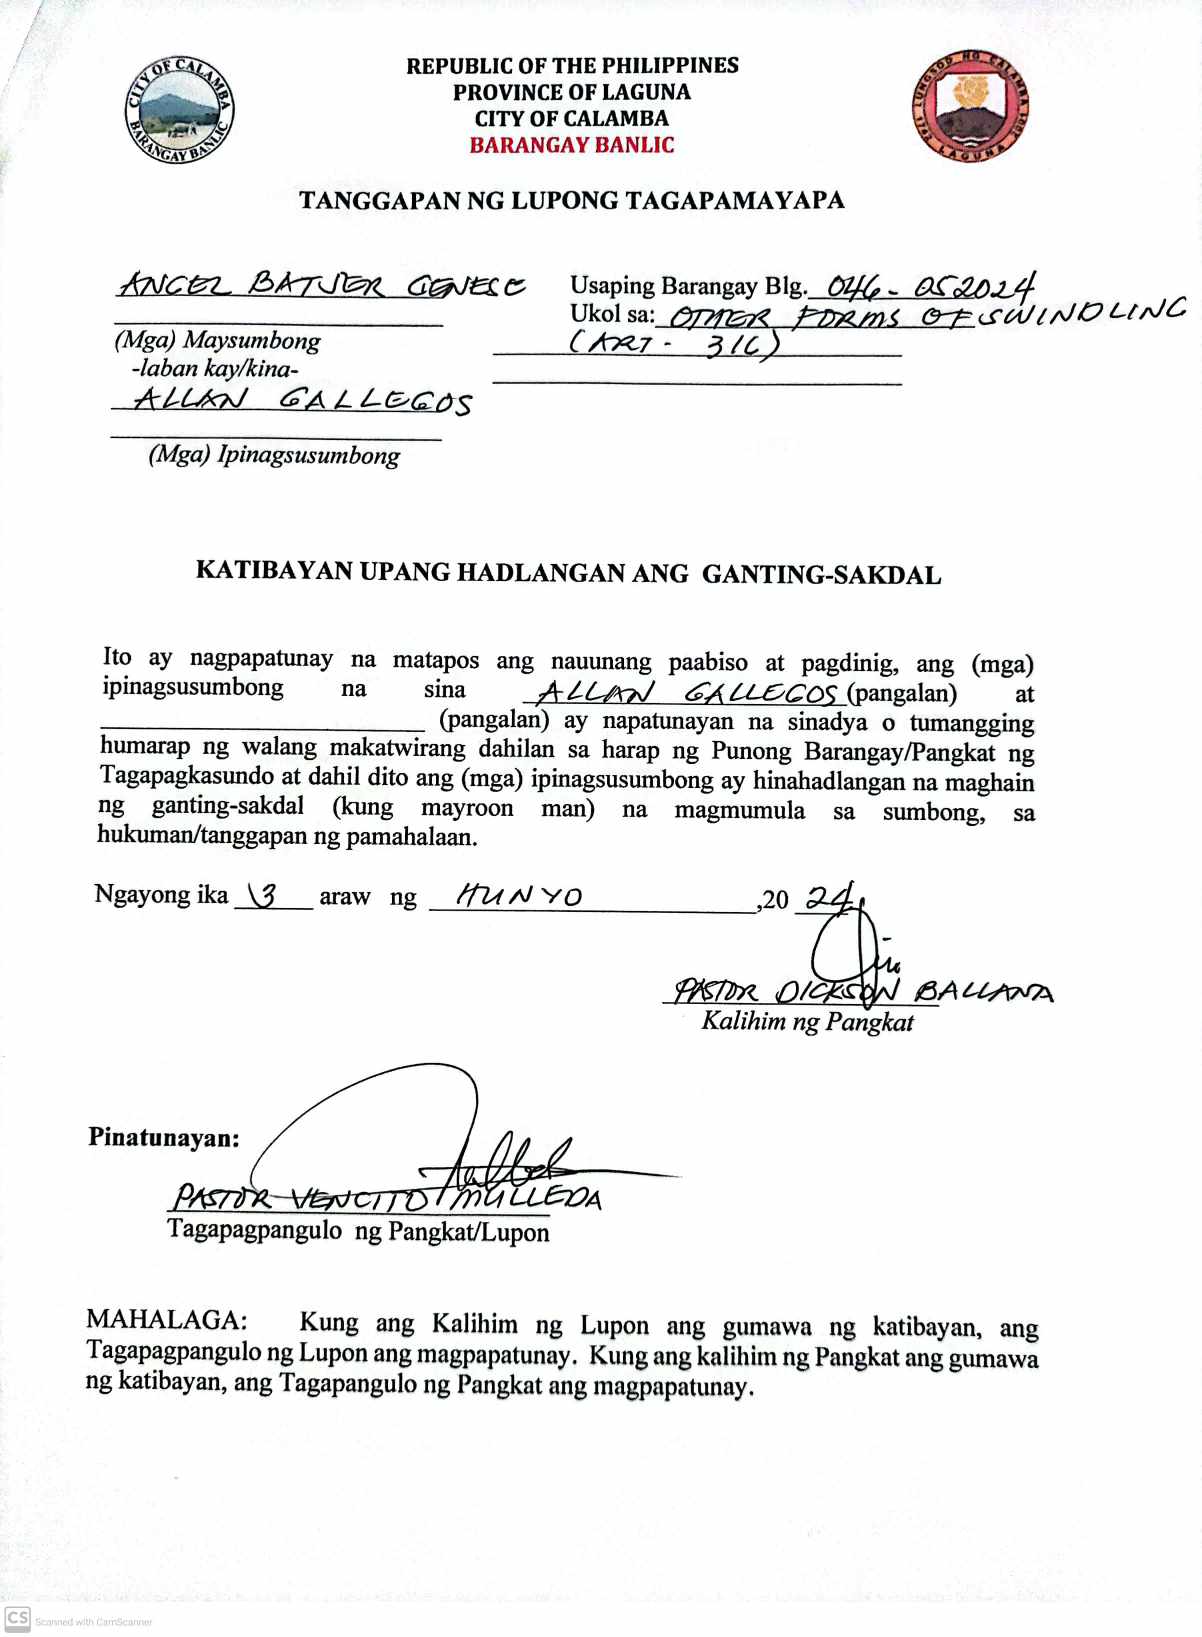 REPUBLIC OF THE PHILIPPINES
PROVINCE OF LAGUNA
CITY OF CALAMBA
BARANGAY BANLIC
CITY OF CALAMBA
BARANGAY BANLIC
LUNGSOD NG CALAMBA
LAGUNA
TANGGAPAN NG LUPONG TAGAPAMAYAPA
ANGEL BATJER GENESE
Usaping Barangay Blg. 046-052024
Ukol sa: OTHER FORMS OF SWINDLING
(Mga) Maysumbong
(ART - 316)
-laban kay/kina-
ALLAN GALLEGOS
(Mga) Ipinagsusumbong
KATIBAYAN UPANG HADLANGAN ANG GANTING-SAKDAL
Ito ay nagpapatunay na matapos ang nauunang paabiso at pagdinig, ang (mga)
ipinagsusumbong na sina ALLAN GALLEGOS (pangalan) at
(pangalan) ay napatunayan na sinadya o tumangging
humarap ng walang makatwirang dahilan sa harap ng Punong Barangay/Pangkat ng
Tagapagkasundo at dahil dito ang (mga) ipinagsusumbong ay hinahadlangan na maghain
ng ganting-sakdal (kung mayroon man) na magmumula sa sumbong, sa
hukuman/tanggapan ng pamahalaan.
Ngayong ika 13 araw ng HUNYO ,20 24
PASTOR DICKSON BALLANA
Kalihim ng Pangkat
Pinatunayan:
PASTOR VENCITO MULLEDA
Tagapagpangulo ng Pangkat/Lupon
MAHALAGA: Kung ang Kalihim ng Lupon ang gumawa ng katibayan, ang
Tagapagpangulo ng Lupon ang magpapatunay. Kung ang kalihim ng Pangkat ang gumawa
ng katibayan, ang Tagapangulo ng Pangkat ang magpapatunay.
CS Scanned with CamScanner